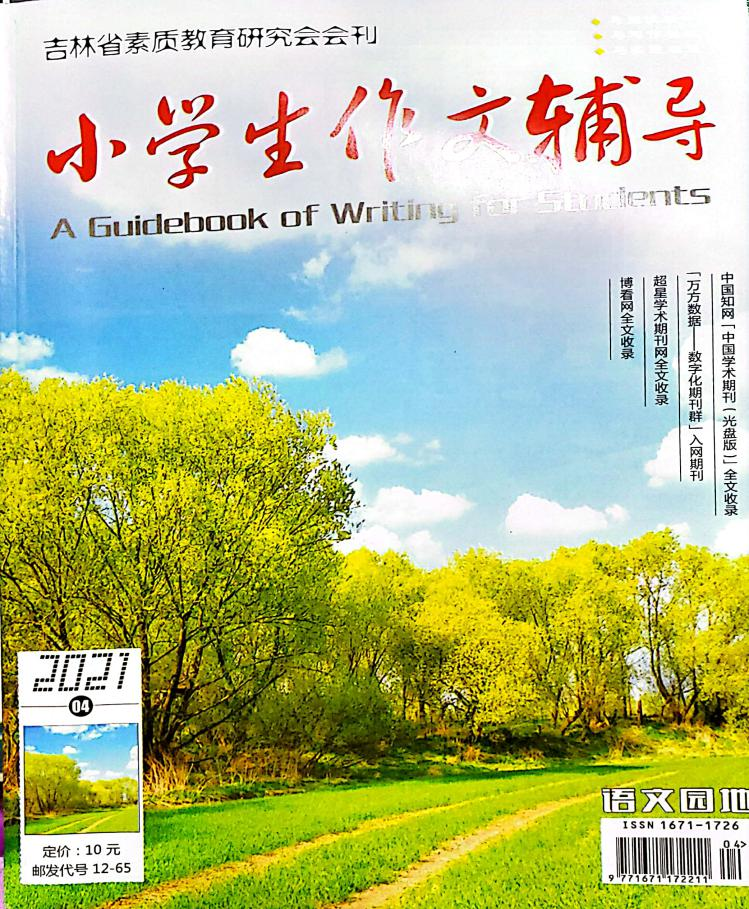 吉林省素质教育研究会会刊
小学生作文辅导
A Guidebook of Writing for Students
中国知网「中国学术期刊(光盘版)」全文收录
「万方数据——数字化期刊群」入网期刊
超星学术期刊网全文收录
博看网全文收录
2021
04
定价：10 元
邮发代号 12-65
语文园地
ISSN 1671-1726
04>
9 771671 172211